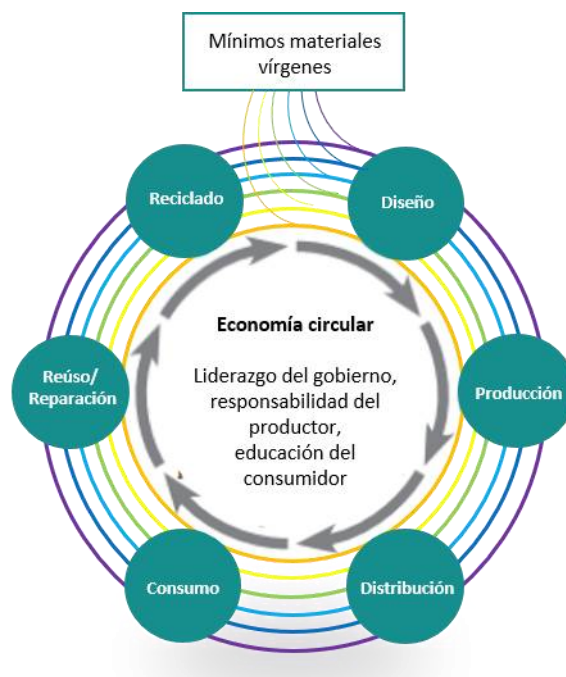 Mínimos materiales
vírgenes
Reciclado
Diseño
Economía circular
Liderazgo del gobierno,
responsabilidad del
productor,
educación del
consumidor
Reúso/
Reparación
Producción
Consumo
Distribución